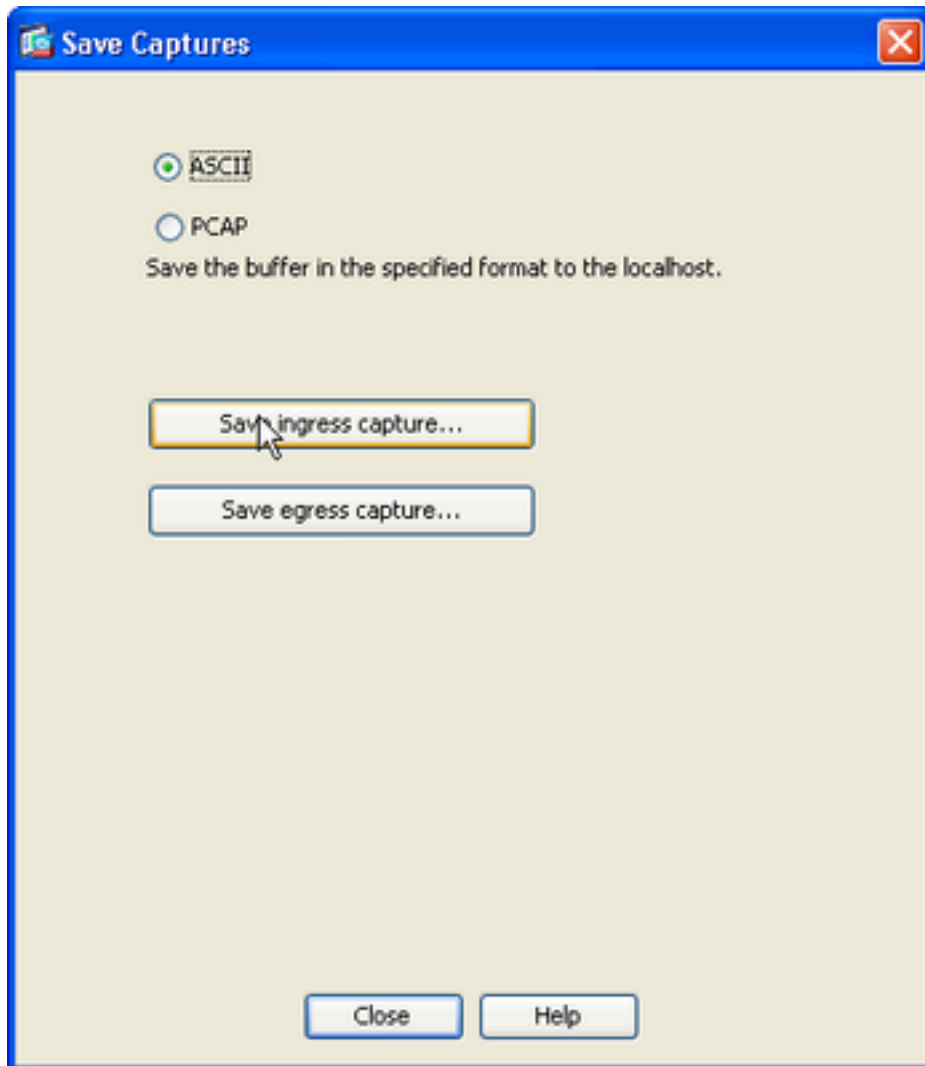 Save Captures
ASCII
PCAP
Save the buffer in the specified format to the localhost.
Save ingress capture...
Save egress capture...
Close
Help